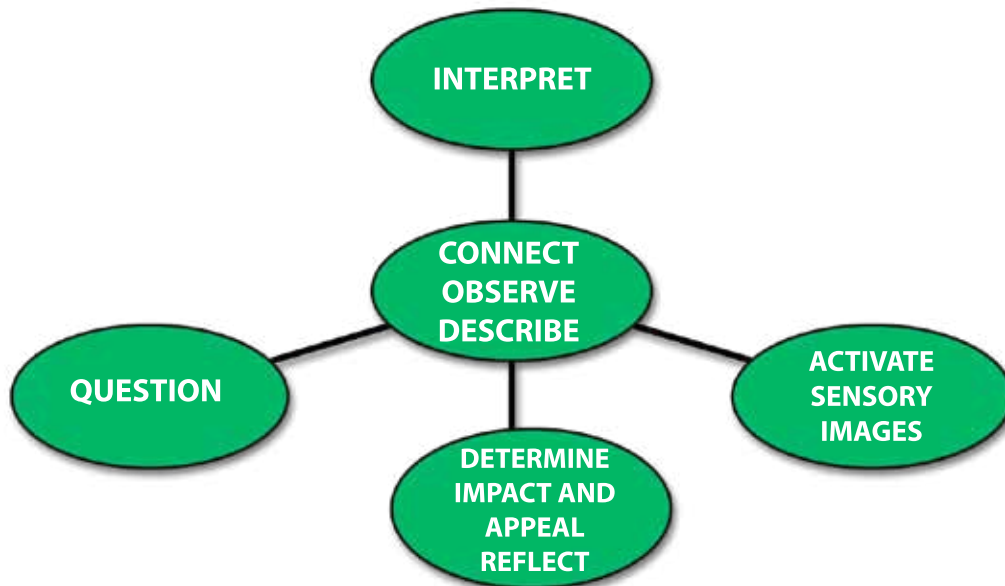 INTERPRET
CONNECT
OBSERVE
DESCRIBE
QUESTION
ACTIVATE
SENSORY
IMAGES
DETERMINE
IMPACT AND
APPEAL
REFLECT